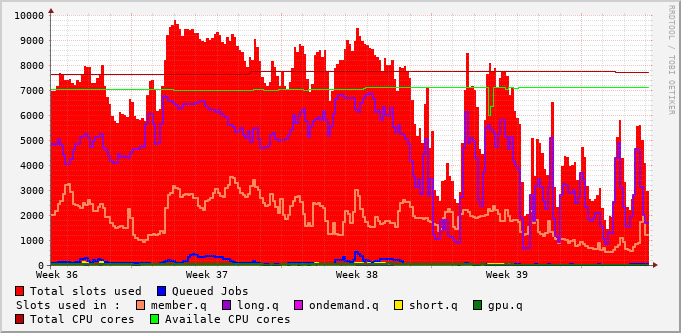 10000
9000
8000
7000
6000
5000
4000
3000
2000
1000
0
Week 36 Week 37 Week 38 Week 39
RRDTOOL / TOBI OETIKER
Total slots used Queued Jobs
Slots used in : member.q long.q ondemand.q short.q gpu.q
Total CPU cores Availale CPU cores